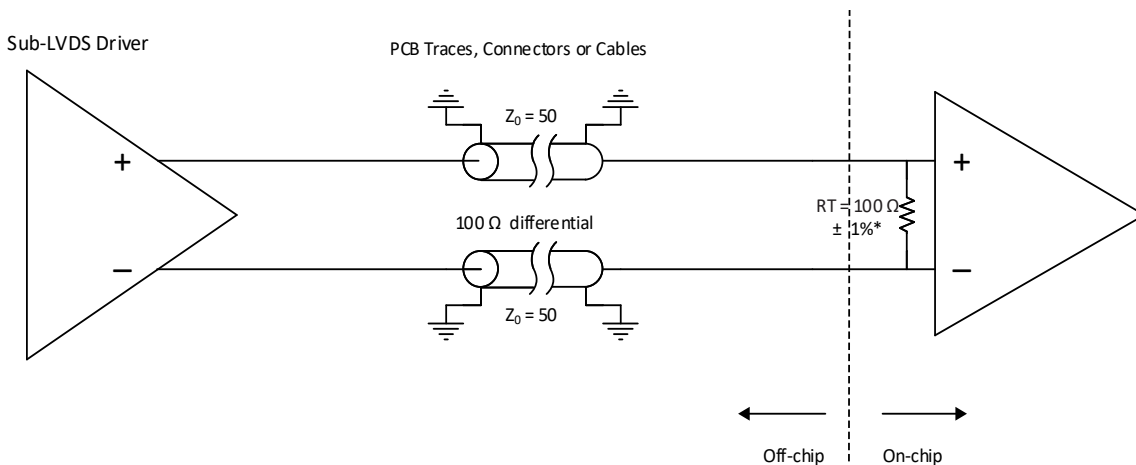 Sub-LVDS Driver
PCB Traces, Connectors or Cables
Z₀ = 50
+
+
RT = 100 Ω
± 1%*
100 Ω differential
−
−
Z₀ = 50
Off-chip
On-chip